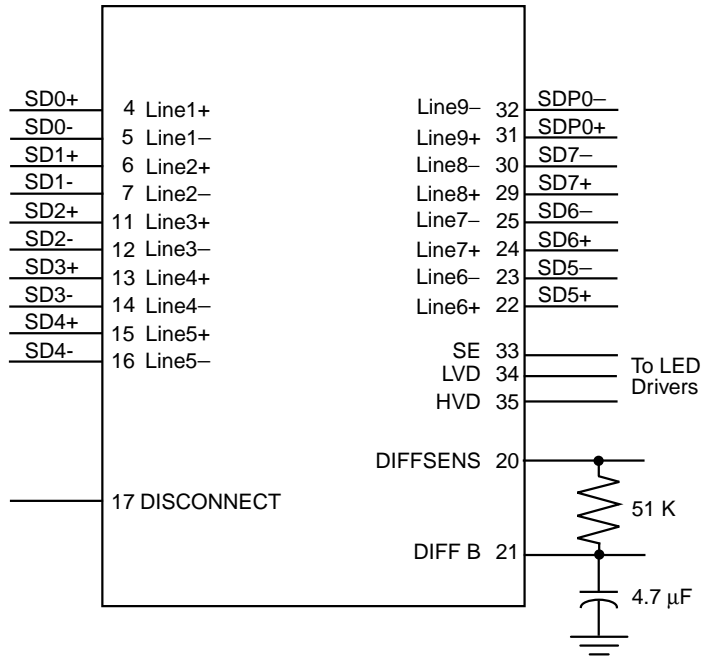 SD0+ 4 Line1+
SD0- 5 Line1–
SD1+ 6 Line2+
SD1- 7 Line2–
SD2+ 11 Line3+
SD2- 12 Line3–
SD3+ 13 Line4+
SD3- 14 Line4–
SD4+ 15 Line5+
SD4- 16 Line5–
17 DISCONNECT
Line9– 32 SDP0–
Line9+ 31 SDP0+
Line8– 30 SD7–
Line8+ 29 SD7+
Line7– 25 SD6–
Line7+ 24 SD6+
Line6– 23 SD5–
Line6+ 22 SD5+
SE 33
LVD 34
HVD 35
To LED
Drivers
DIFFSENS 20
51 K
DIFF B 21
4.7 μF